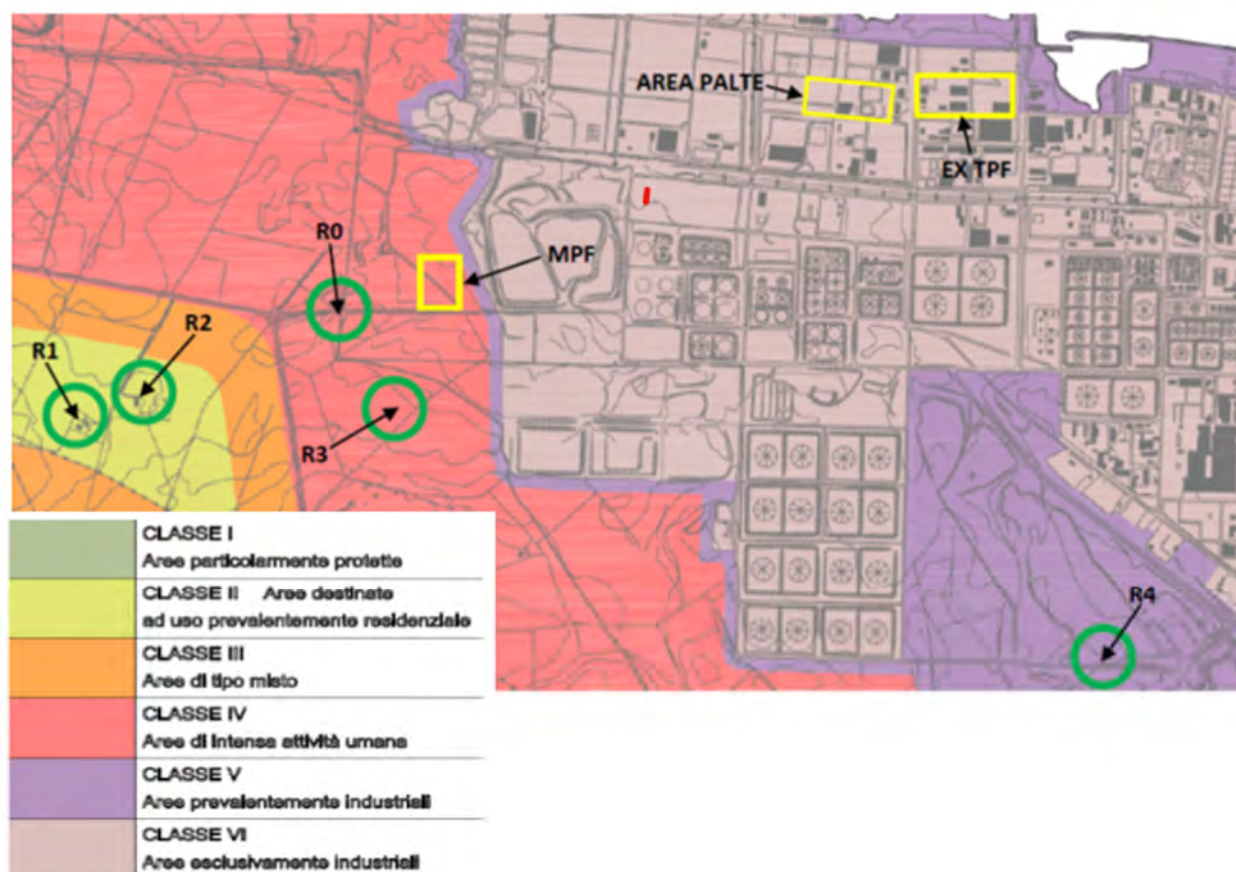 AREA PALTE
EX TPF
R0
MPF
R2
R1
R3
R4
CLASSE I
Aree particolarmente protette
CLASSE II Aree destinate
ad uso prevalentemente residenziale
CLASSE III
Aree di tipo misto
CLASSE IV
Aree di intensa attività umana
CLASSE V
Aree prevalentemente industriali
CLASSE VI
Aree esclusivamente industriali